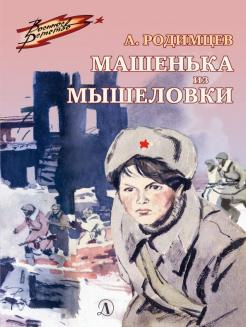 Военное детство
А. РОДИМЦЕВ
МАШЕНЬКА
ИЗ
МЫШЕЛОВКИ
Д